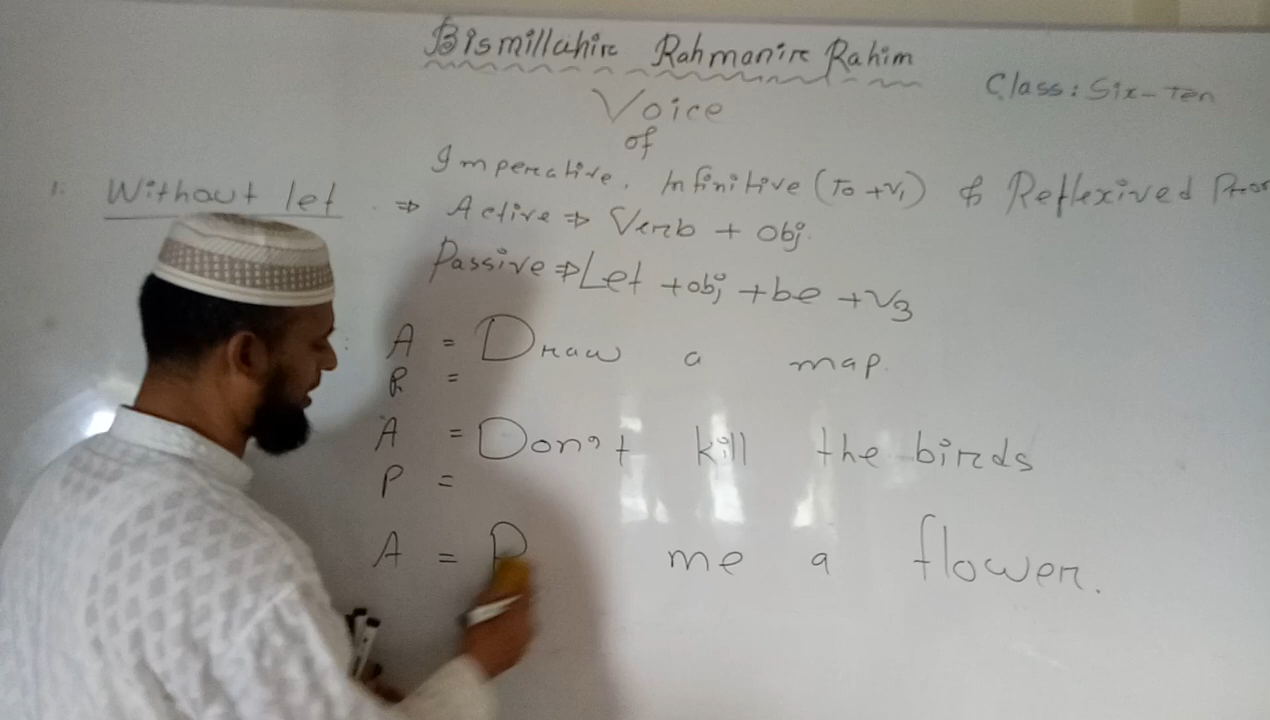 Bismillahir Rahmanir Rahim
Class: Six-Ten
Voice
of
Imperative, Infinitive (To +V1) & Reflexived
1. Without let ⇒ Active ⇒ Verb + obj.
Passive ⇒ Let + obj + be + V3
A = Draw a map.
P =
A = Don't kill the birds
P =
A = me a flower.